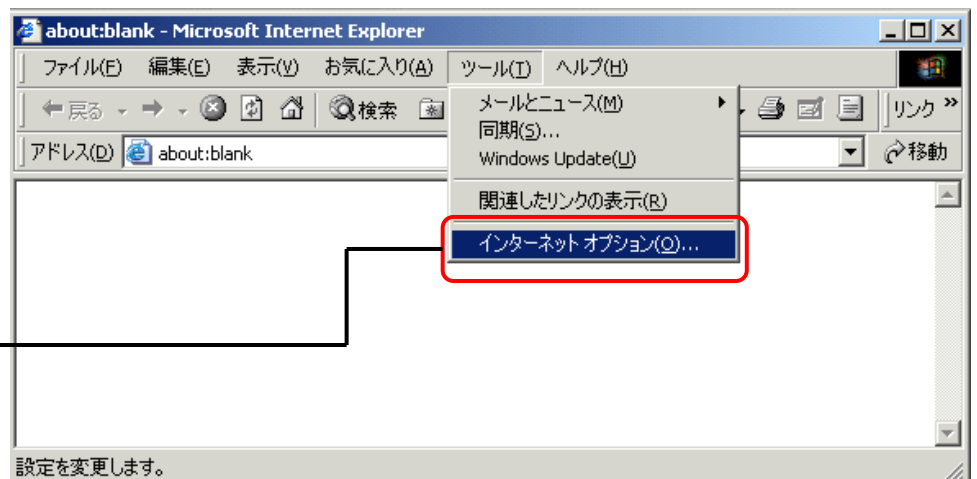 about:blank - Microsoft Internet Explorer
ファイル(F) 編集(E) 表示(V) お気に入り(A) ツール(T) ヘルプ(H)
戻る 検索 リンク »
アドレス(D) about:blank 移動
メールとニュース(M)
同期(S)...
Windows Update(U)
関連したリンクの表示(R)
インターネット オプション(O)...
設定を変更します。